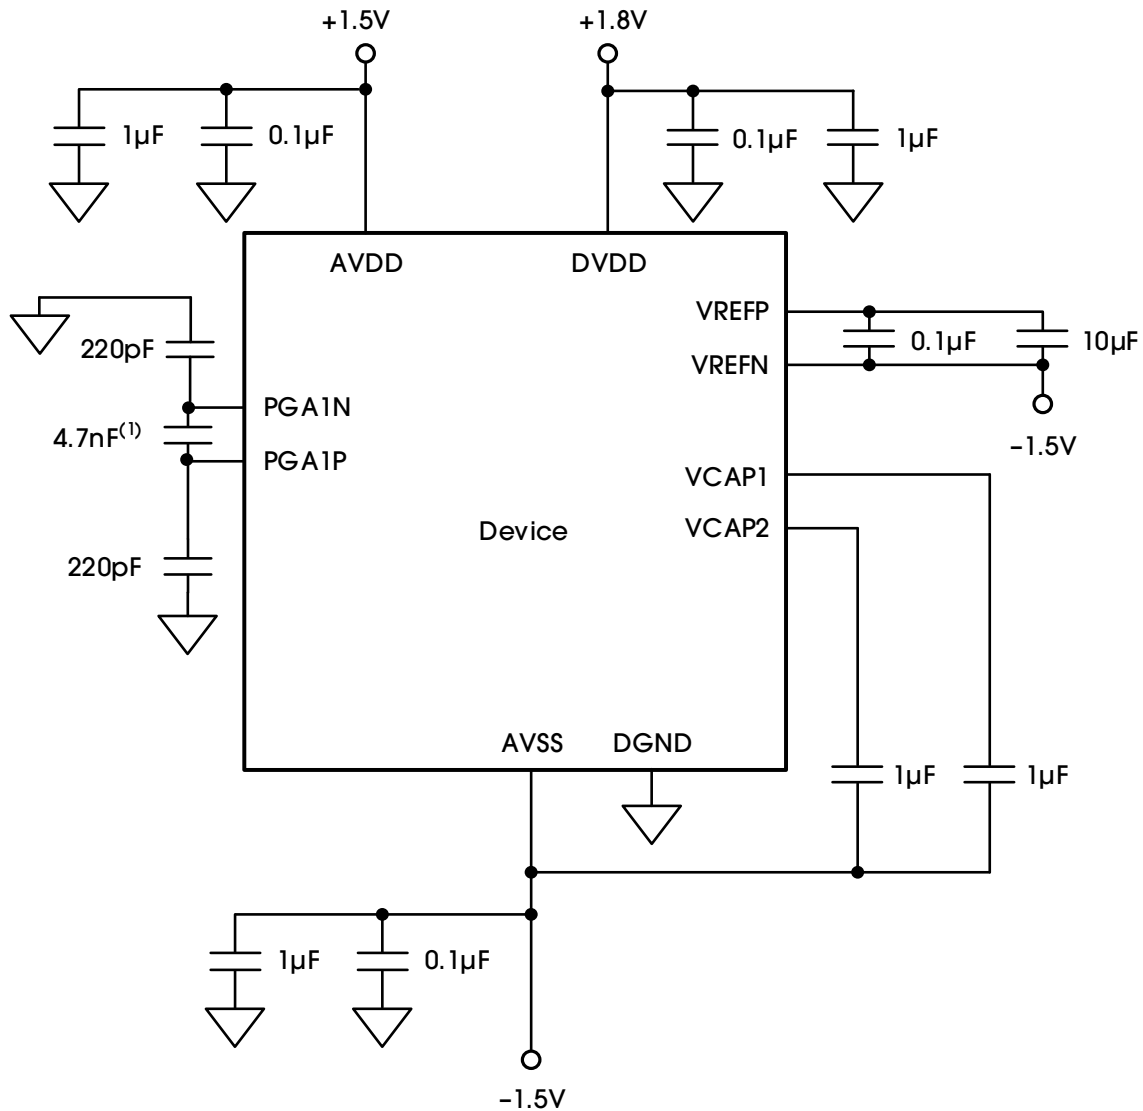 +1.5V
+1.8V
1µF
0.1µF
0.1µF
1µF
AVDD
DVDD
VREFP
220pF
0.1µF
10µF
VREFN
PGA1N
4.7nF(1)
–1.5V
PGA1P
VCAP1
Device
VCAP2
220pF
AVSS
DGND
1µF
1µF
1µF
0.1µF
–1.5V